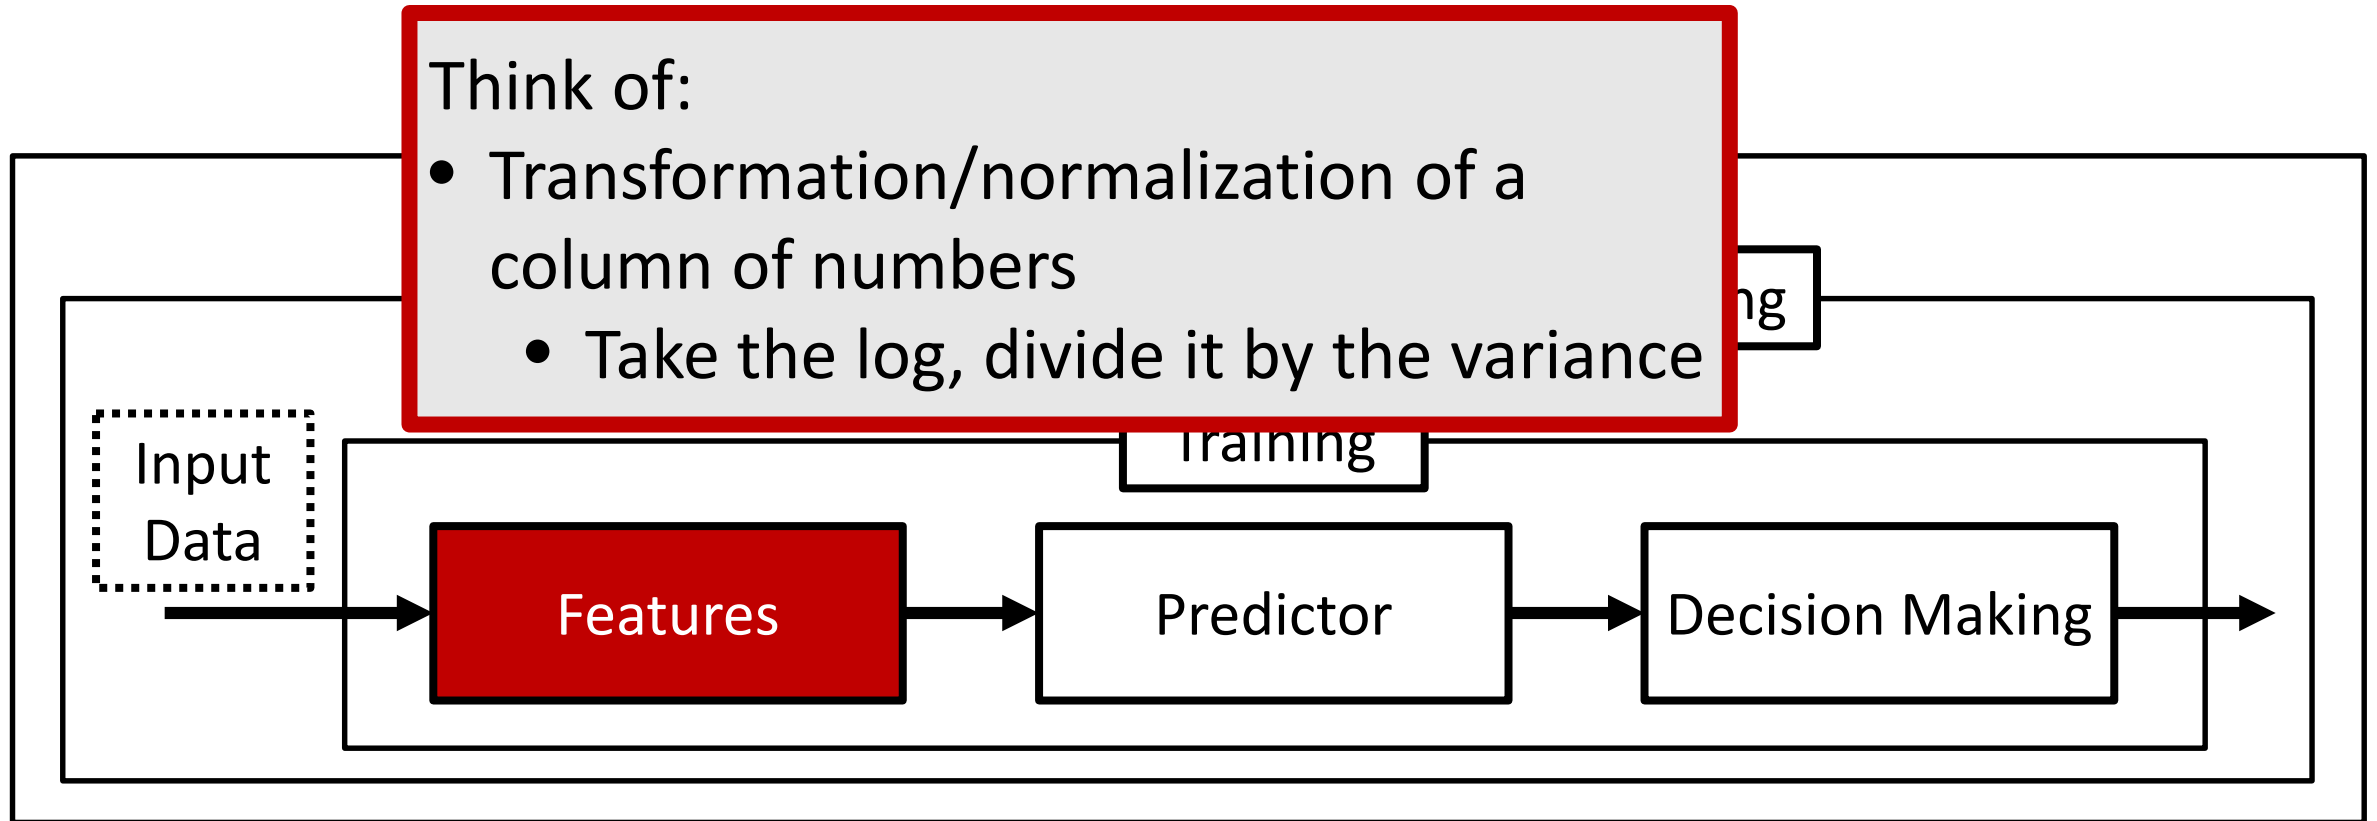 Think of:
• Transformation/normalization of a
column of numbers
• Take the log, divide it by the variance
Training
Input
Data
Features
Predictor
Decision Making